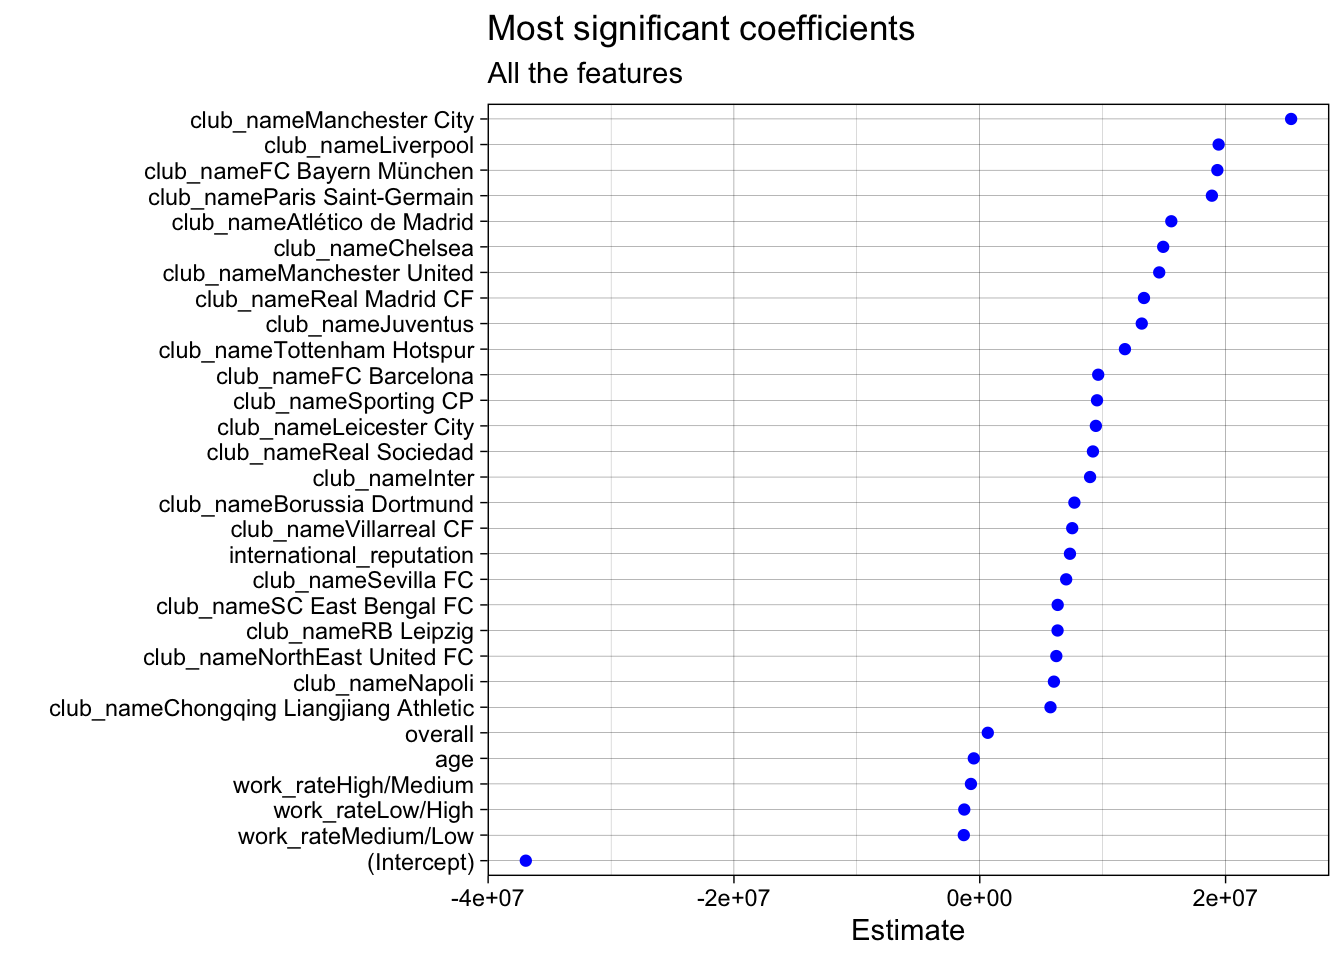 Most significant coefficients
All the features
club_nameManchester City
club_nameLiverpool
club_nameFC Bayern München
club_nameParis Saint-Germain
club_nameAtlético de Madrid
club_nameChelsea
club_nameManchester United
club_nameReal Madrid CF
club_nameJuventus
club_nameTottenham Hotspur
club_nameFC Barcelona
club_nameSporting CP
club_nameLeicester City
club_nameReal Sociedad
club_nameInter
club_nameBorussia Dortmund
club_nameVillarreal CF
international_reputation
club_nameSevilla FC
club_nameSC East Bengal FC
club_nameRB Leipzig
club_nameNorthEast United FC
club_nameNapoli
club_nameChongqing Liangjiang Athletic
overall
age
work_rateHigh/Medium
work_rateLow/High
work_rateMedium/Low
(Intercept)
-4e+07 -2e+07 0e+00 2e+07
Estimate